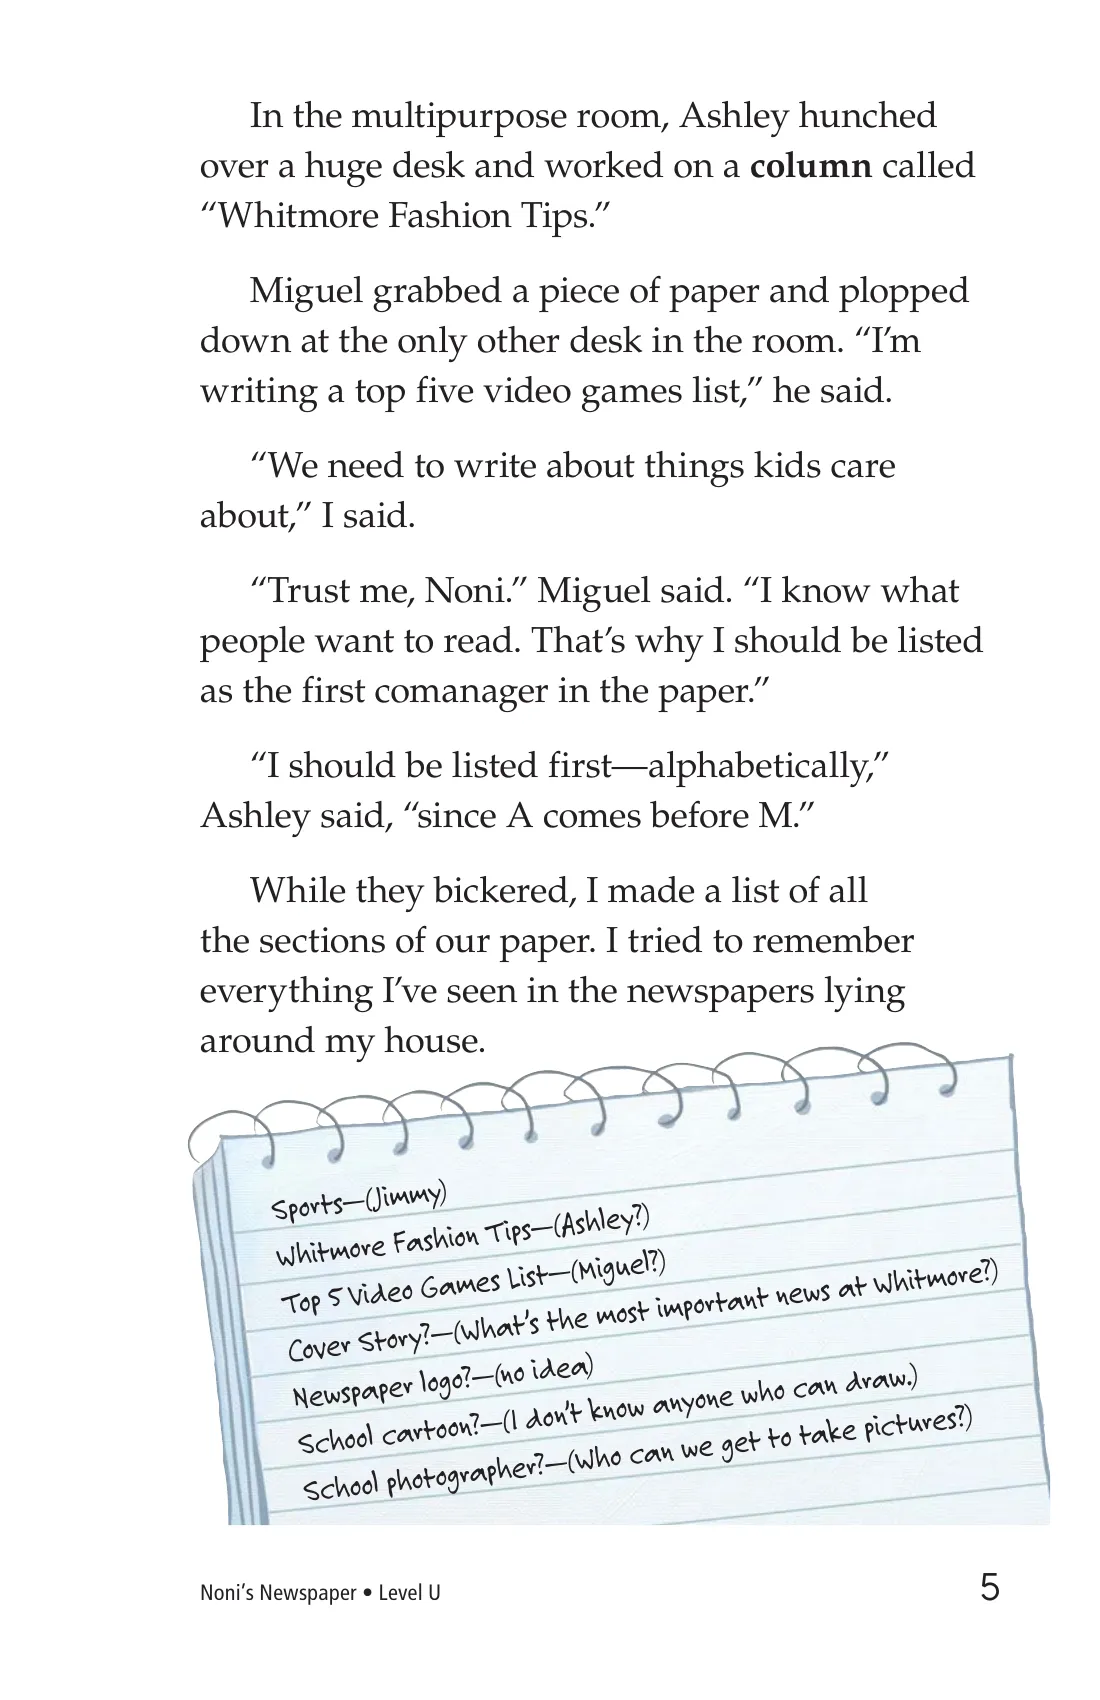 In the multipurpose room, Ashley hunched
over a huge desk and worked on a column called
“Whitmore Fashion Tips.”
Miguel grabbed a piece of paper and plopped
down at the only other desk in the room. “I’m
writing a top five video games list,” he said.
“We need to write about things kids care
about,” I said.
“Trust me, Noni.” Miguel said. “I know what
people want to read. That’s why I should be listed
as the first comanager in the paper.”
“I should be listed first—alphabetically,”
Ashley said, “since A comes before M.”
While they bickered, I made a list of all
the sections of our paper. I tried to remember
everything I’ve seen in the newspapers lying
around my house.
Sports—(Jimmy)
Whitmore Fashion Tips—(Ashley?)
Top 5 Video Games List—(Miguel?)
Cover Story?—(What’s the most important news at Whitmore?)
Newspaper logo?—(no idea)
School cartoon?—(I don’t know anyone who can draw.)
School photographer?—(Who can we get to take pictures?)
Noni’s Newspaper • Level U
5